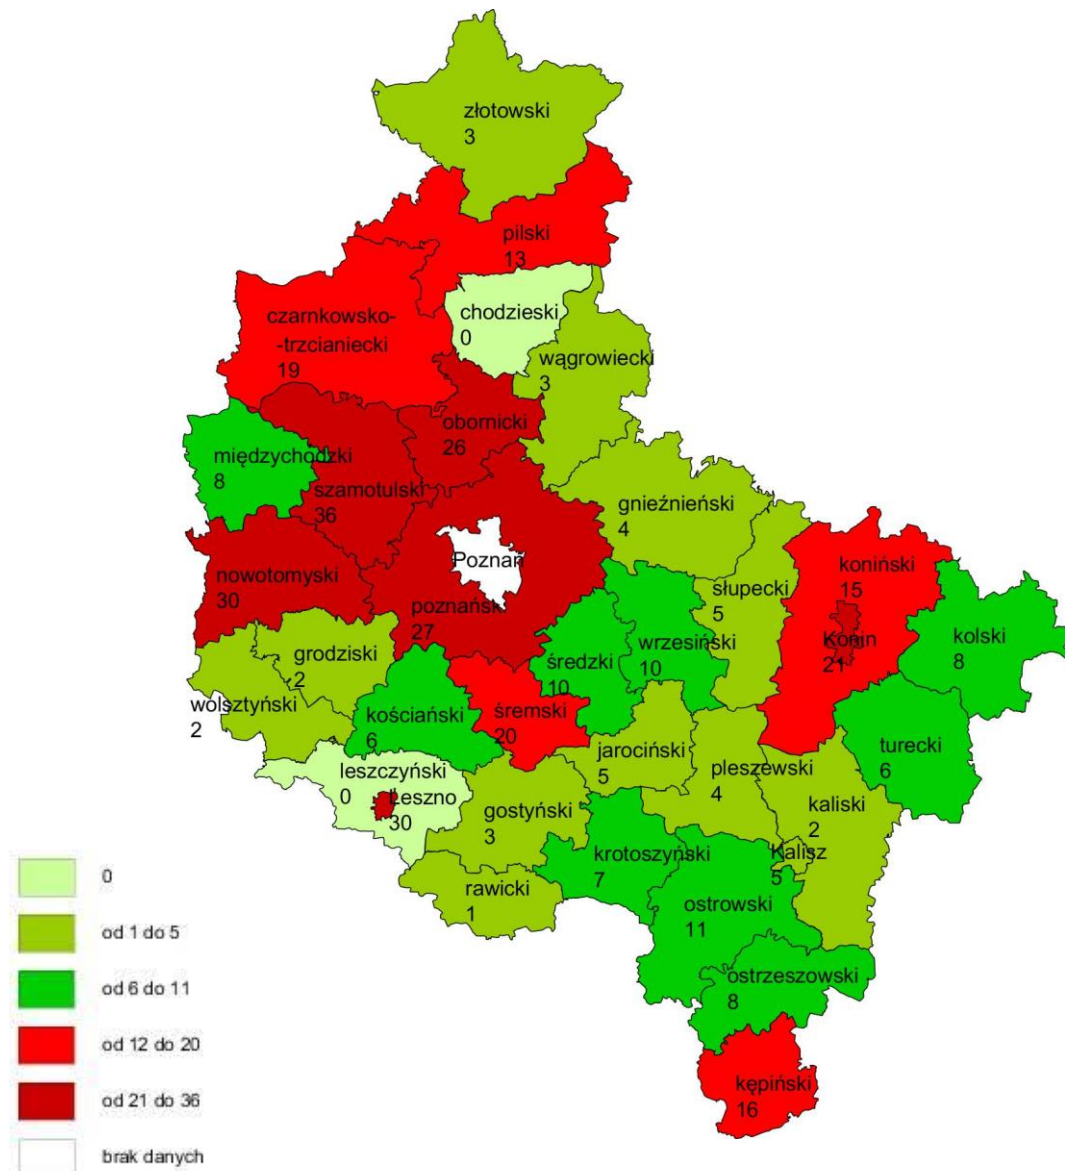 złotowski
3
pilski
13
chodzieski
0
czarnkowsko-
-trzcianecki
19
wągrowiecki
3
obornicki
26
międzychodzki
8
szamotulski
36
gnieźnieński
4
Poznań
nowotomyski
30
poznański
27
słupecki
5
koniński
15
Konin
21
kolski
8
wrzesiński
10
średzki
10
grodziski
2
wolsztyński
2
kościański
6
śremski
20
jarociński
5
pleszewski
4
turecki
6
kaliski
2
leszczyński
0
Leszno
30
gostyński
3
krotoszyński
7
Kalisz
5
rawicki
1
ostrowski
11
ostrzeszowski
8
kępiński
16
0
od 1 do 5
od 6 do 11
od 12 do 20
od 21 do 36
brak danych